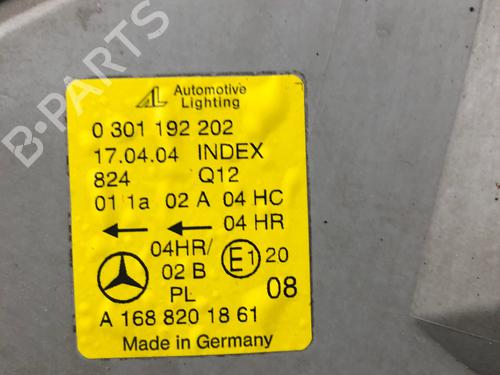 B-PARTS
AL Automotive
Lighting
0 301 192 202
17.04.04 INDEX
824 Q12
01 1a 02 A 04 HC
04 HR
04HR/
02 B E1 20
PL 08
A 168 820 18 61
Made in Germany